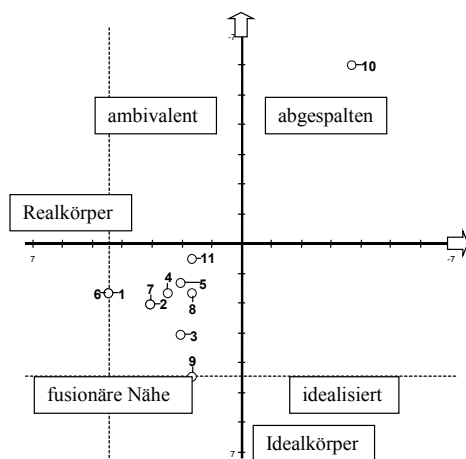 -7
10
ambivalent
abgespalten
Realkörper
7
-7
11
4
5
7
6
1
2
8
3
9
fusionäre Nähe
idealisiert
Idealkörper
7